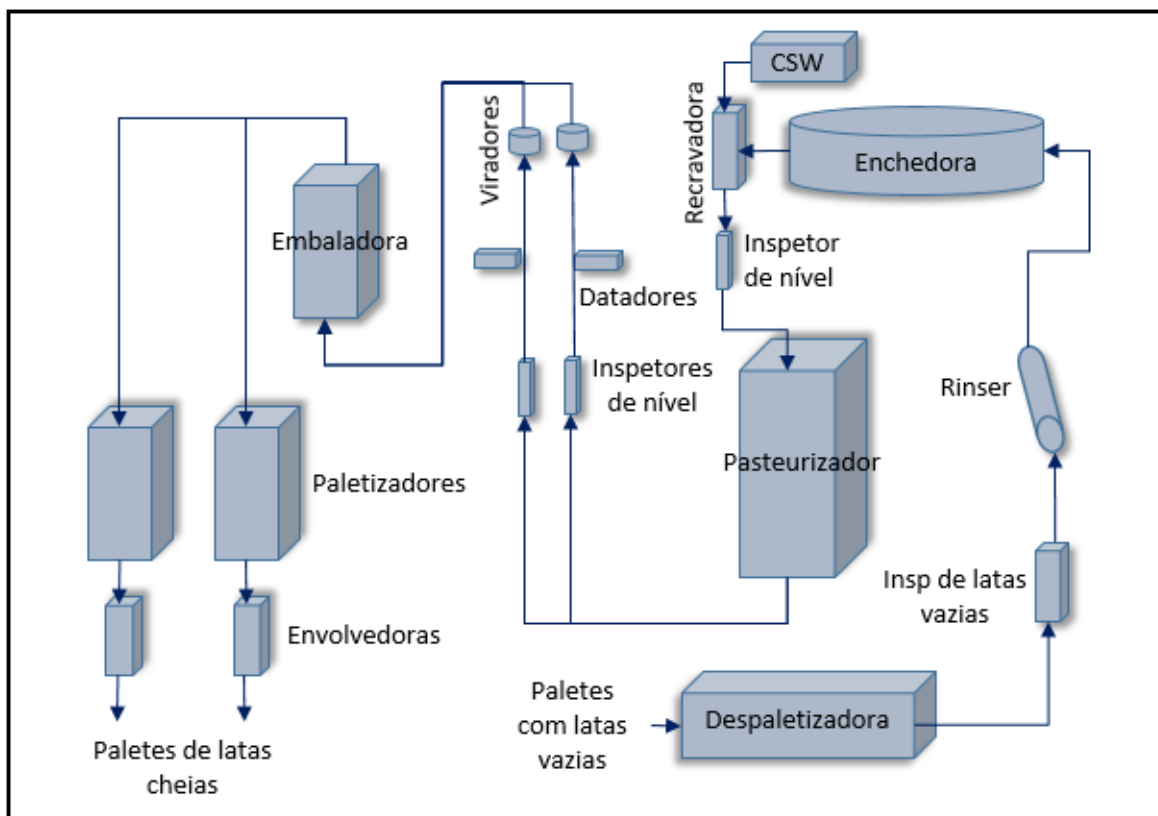 CSW
Viradores
Recravadora
Enchedora
Embaladora
Inspetor
de nível
Datadores
Inspetores
de nível
Rinser
Pasteurizador
Paletizadores
Insp de latas
vazias
Envolvedoras
Paletes
com latas
vazias
Despaletizadora
Paletes de latas
cheias